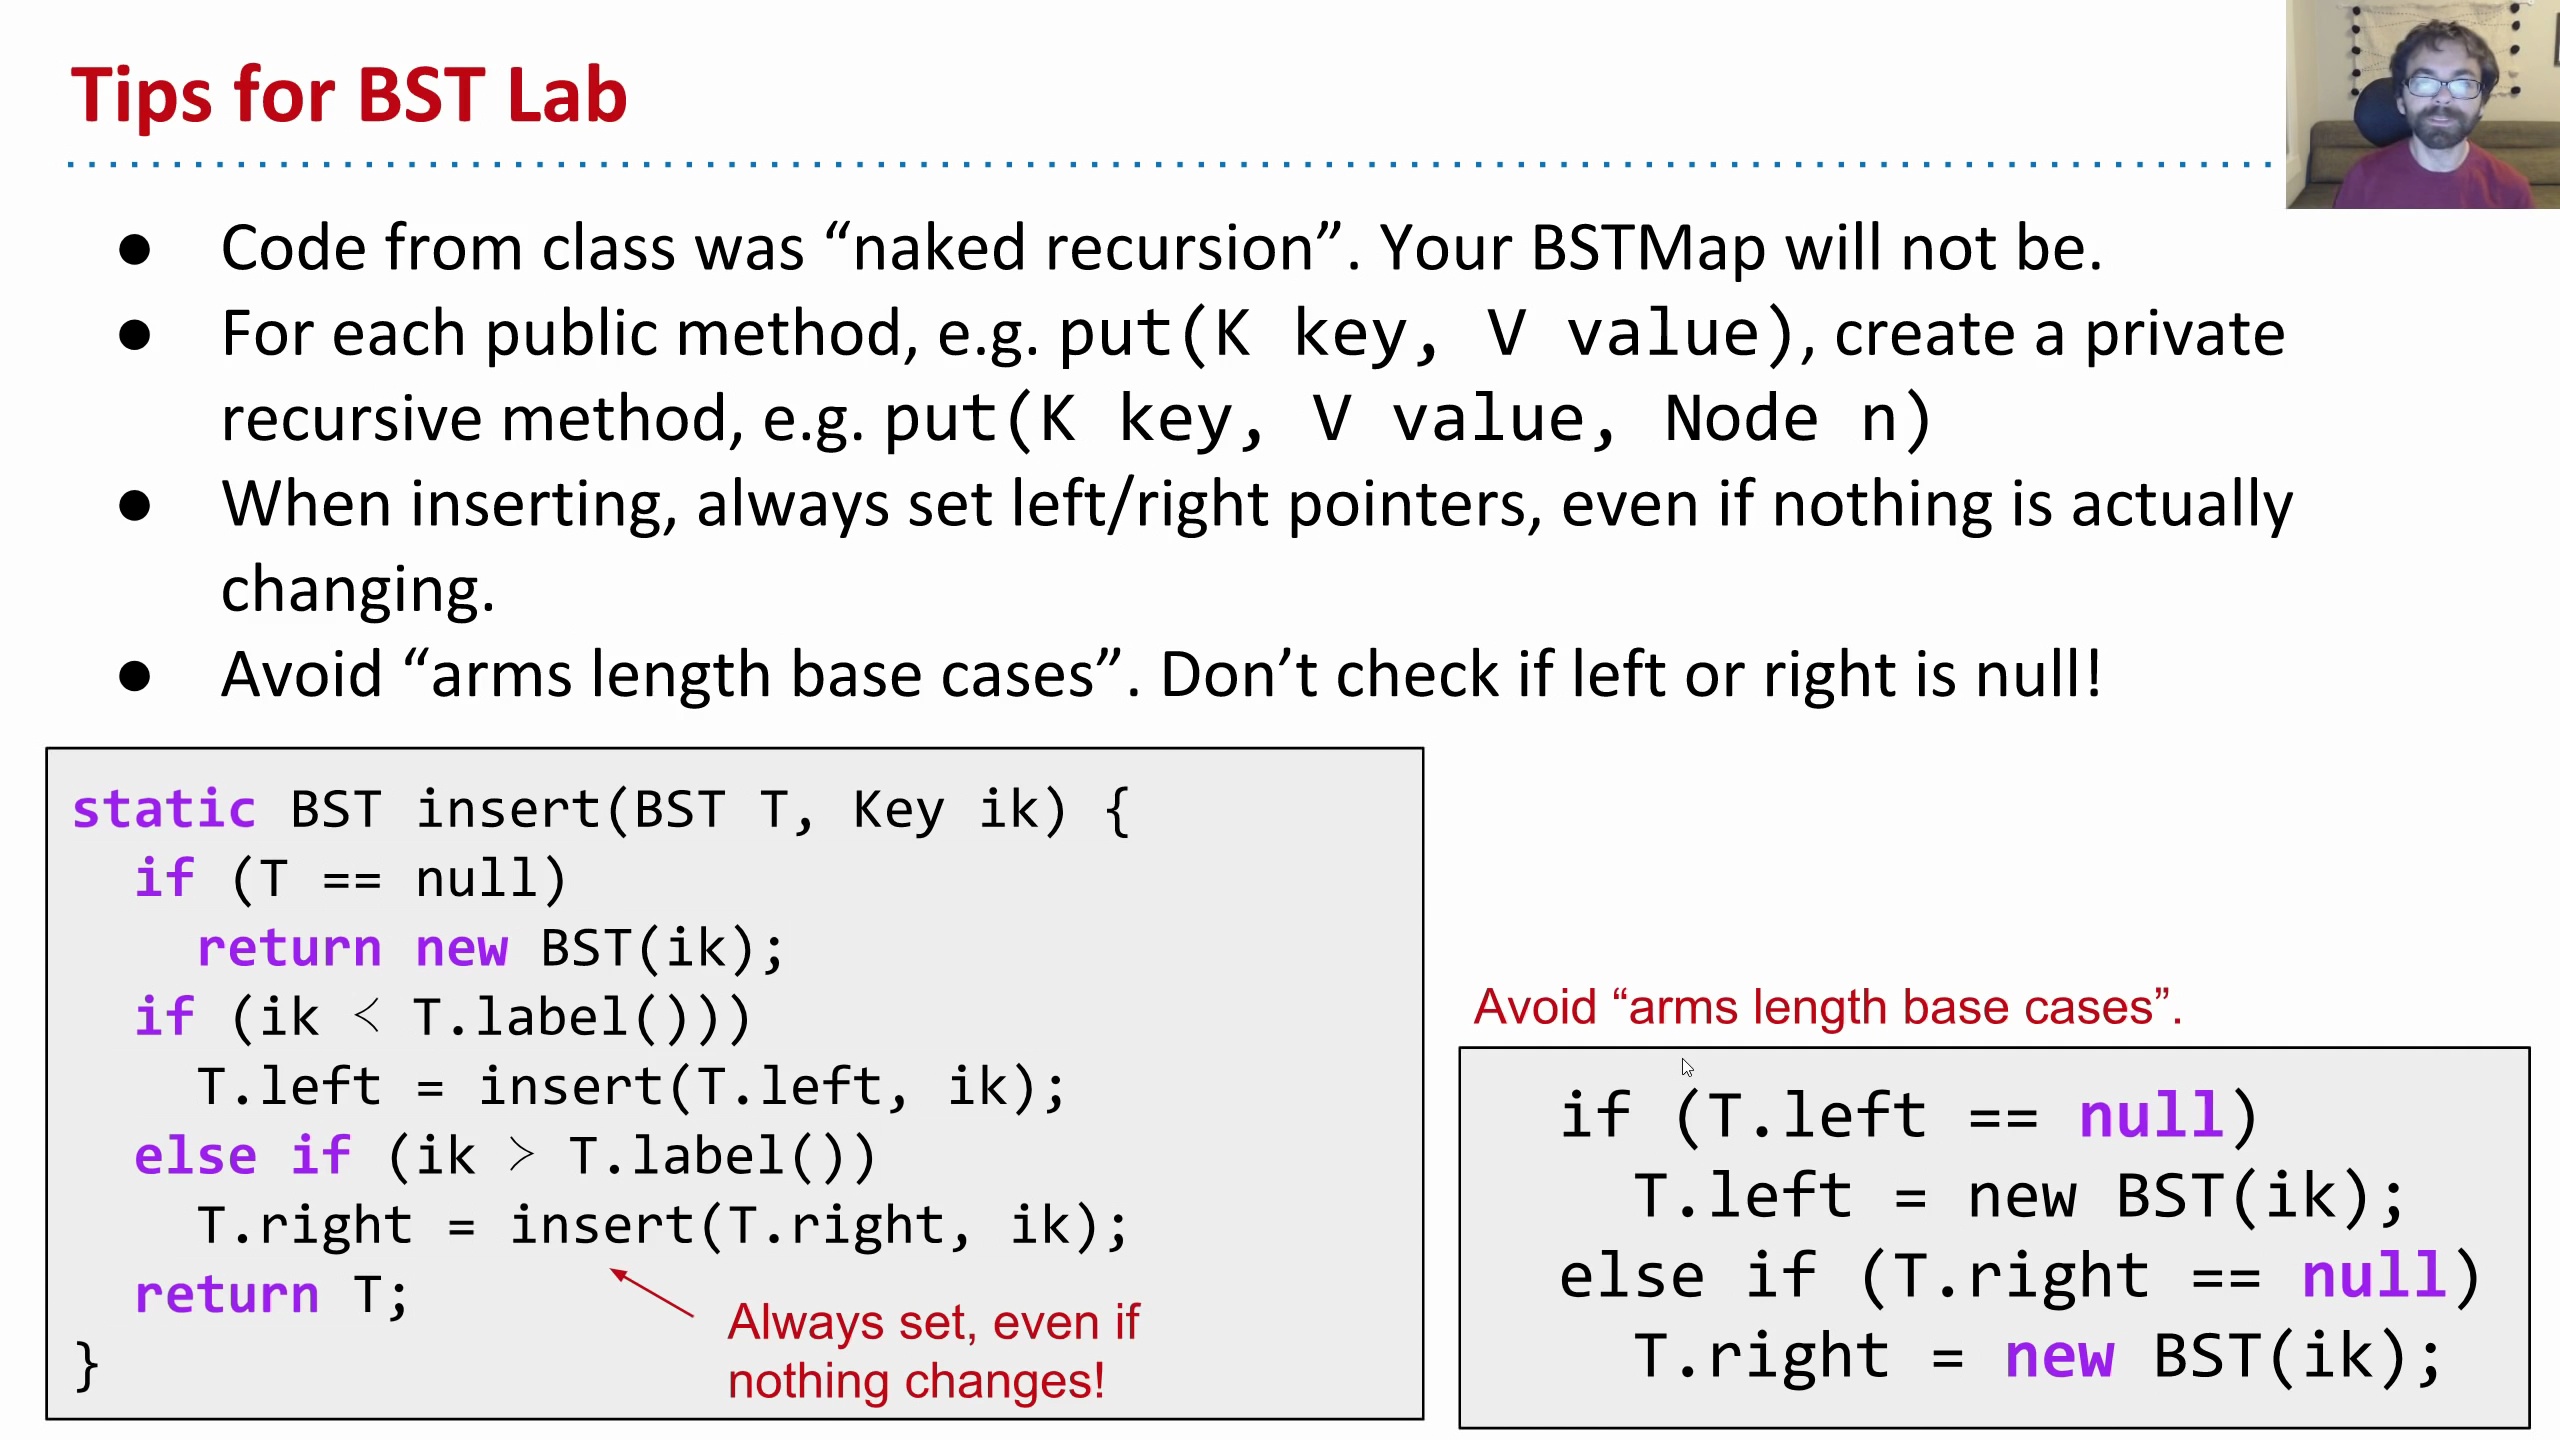 Tips for BST Lab
● Code from class was “naked recursion”. Your BSTMap will not be.
● For each public method, e.g. put(K key, V value), create a private
recursive method, e.g. put(K key, V value, Node n)
● When inserting, always set left/right pointers, even if nothing is actually
changing.
● Avoid “arms length base cases”. Don’t check if left or right is null!
static BST insert(BST T, Key ik) {
if (T == null)
return new BST(ik);
if (ik < T.label()))
T.left = insert(T.left, ik);
else if (ik > T.label())
T.right = insert(T.right, ik);
return T;
}
Always set, even if
nothing changes!
Avoid “arms length base cases”.
if (T.left == null)
T.left = new BST(ik);
else if (T.right == null)
T.right = new BST(ik);